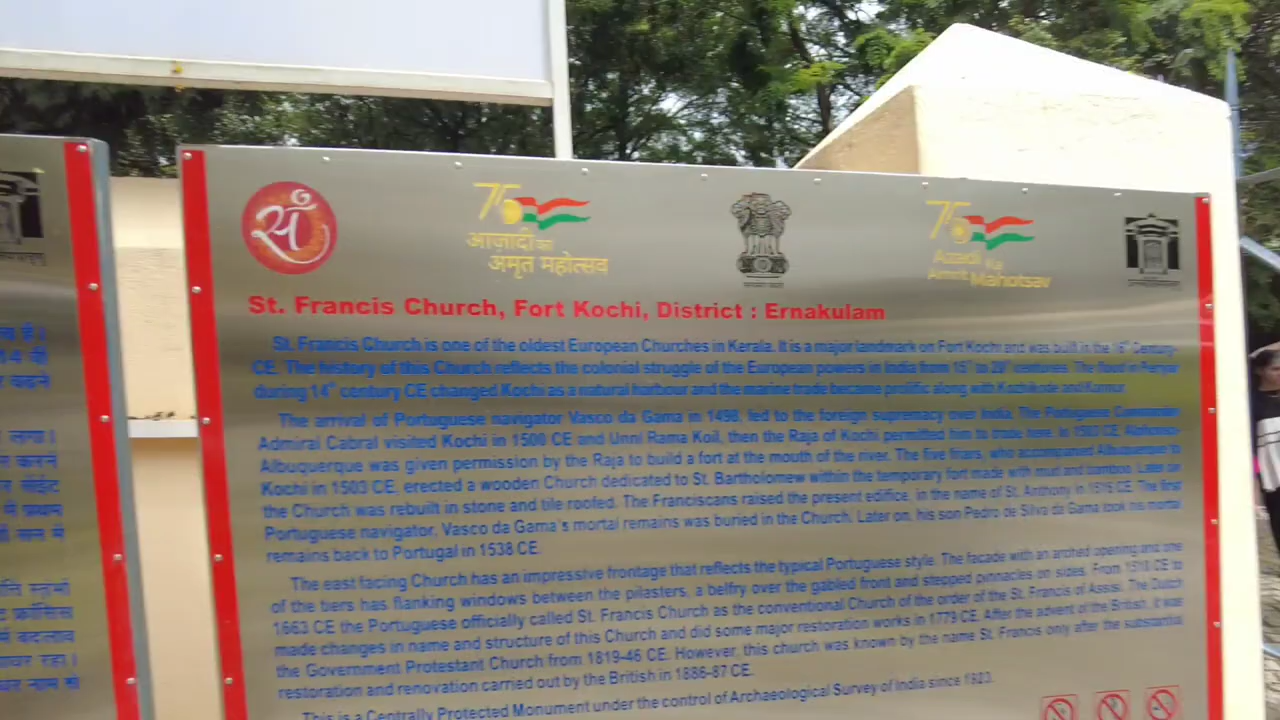 सं
75
आज़ादी का
अमृत महोत्सव
75
Azadi Ka
Amrit Mahotsav
St. Francis Church, Fort Kochi, District : Ernakulam
St. Francis Church is one of the oldest European Churches in Kerala. It is a major landmark on Fort Kochi and was built in the 16th Century
CE. The history of this Church reflects the colonial struggle of the European powers in India from 15th to 20th centuries. The flood in Periyar
during 14th century CE changed Kochi as a natural harbour and the marine trade became prolific along with Kozhikode and Kannur.
The arrival of Portuguese navigator Vasco da Gama in 1498, led to the foreign supremacy over India. The Portuguese Commander
Admiral Cabral visited Kochi in 1500 CE and Unni Rama Koil, then the Raja of Kochi permitted him to trade here. In 1503 CE, Alphonso-
Albuquerque was given permission by the Raja to build a fort at the mouth of the river. The five friars, who accompanied Albuquerque to
Kochi in 1503 CE, erected a wooden Church dedicated to St. Bartholomew within the temporary fort made with mud and bamboo. Later on
the Church was rebuilt in stone and tile roofed. The Franciscans raised the present edifice, in the name of St. Anthony in 1516 CE. The first
Portuguese navigator, Vasco da Gama's mortal remains was buried in the Church. Later on, his son Pedro de Silva da Gama took his mortal
remains back to Portugal in 1538 CE.
The east facing Church has an impressive frontage that reflects the typical Portuguese style. The facade with an arched opening and one
of the tiers has flanking windows between the pilasters, a belfry over the gabled front and stepped pinnacles on sides. From 1516 CE to
1663 CE the Portuguese officially called St. Francis Church as the conventional Church of the order of the St. Francis of Assisi. The Dutch
made changes in name and structure of this Church and did some major restoration works in 1779 CE. After the advent of the British, it was
the Government Protestant Church from 1819-46 CE. However, this church was known by the name St. Francis only after the substantial
restoration and renovation carried out by the British in 1886-87 CE.
This is a Centrally Protected Monument under the control of Archaeological Survey of India since 1923.